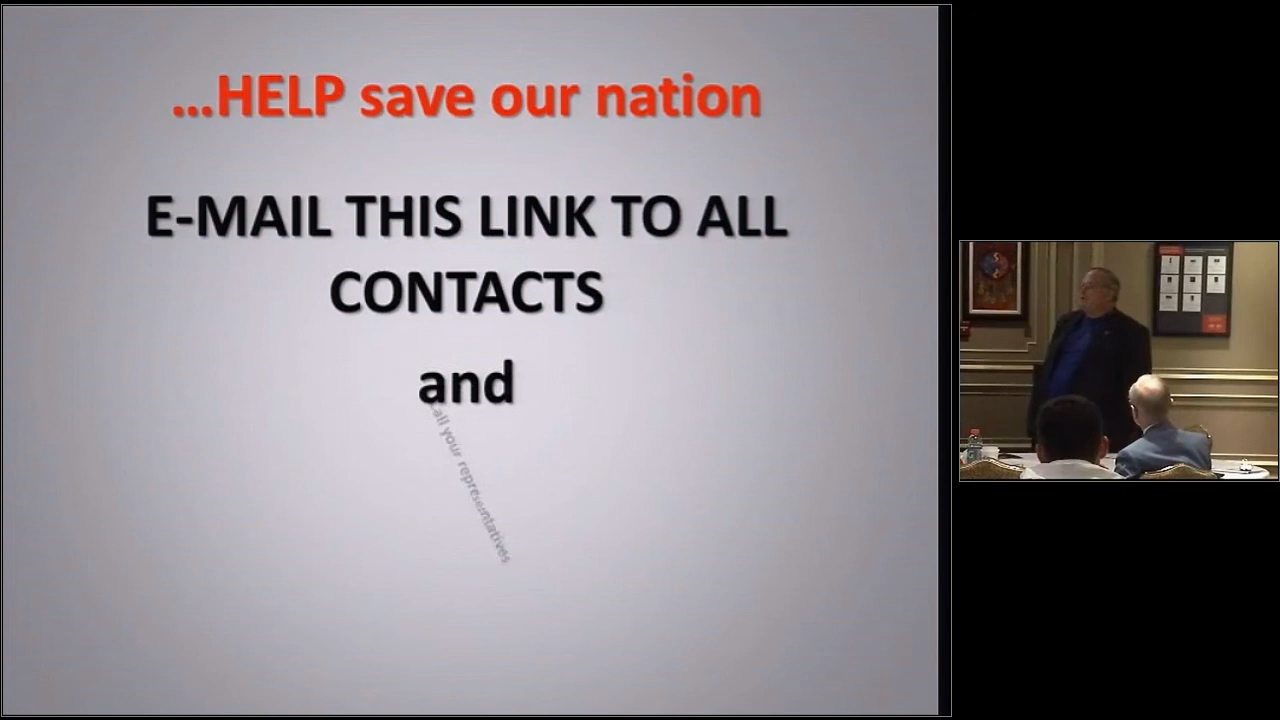 ...HELP save our nation
E-MAIL THIS LINK TO ALL
CONTACTS
and
Call your representatives